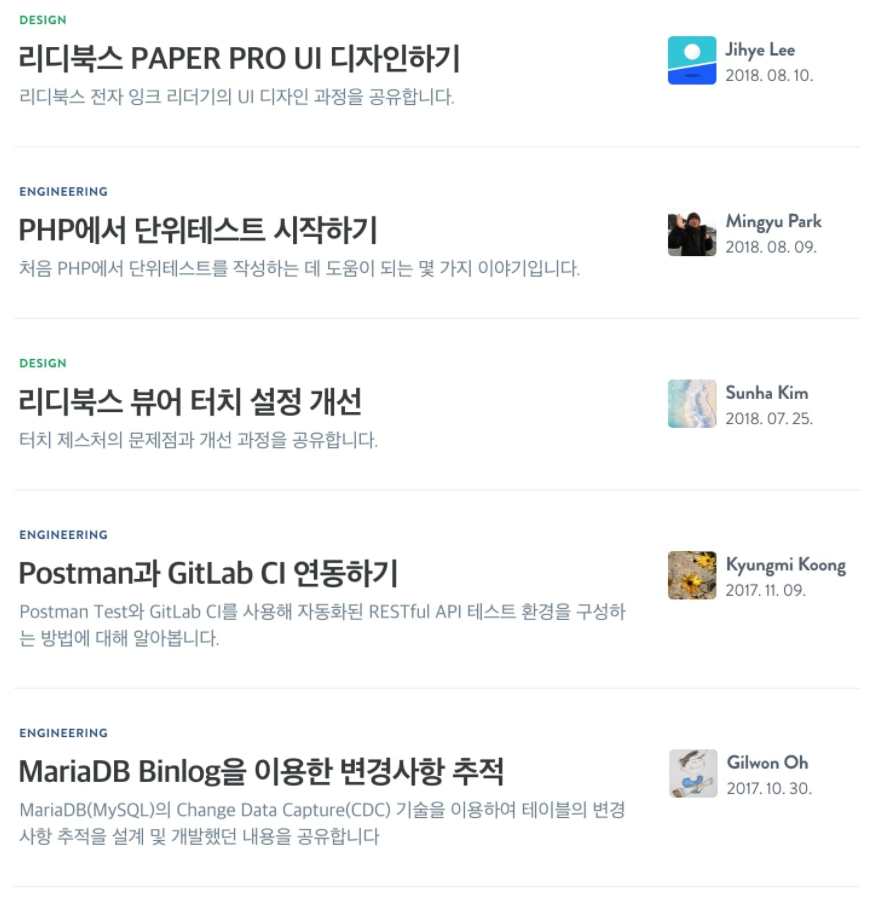 DESIGN
리디북스 PAPER PRO UI 디자인하기
리디북스 전자 잉크 리더기의 UI 디자인 과정을 공유합니다.
Jihye Lee
2018. 08. 10.
ENGINEERING
PHP에서 단위테스트 시작하기
처음 PHP에서 단위테스트를 작성하는 데 도움이 되는 몇 가지 이야기입니다.
Mingyu Park
2018. 08. 09.
DESIGN
리디북스 뷰어 터치 설정 개선
터치 제스처의 문제점과 개선 과정을 공유합니다.
Sunha Kim
2018. 07. 25.
ENGINEERING
Postman과 GitLab CI 연동하기
Postman Test와 GitLab CI를 사용해 자동화된 RESTful API 테스트 환경을 구성하
는 방법에 대해 알아봅니다.
Kyungmi Koong
2017. 11. 09.
ENGINEERING
MariaDB Binlog을 이용한 변경사항 추적
MariaDB(MySQL)의 Change Data Capture(CDC) 기술을 이용하여 테이블의 변경
사항 추적을 설계 및 개발했던 내용을 공유합니다
Gilwon Oh
2017. 10. 30.